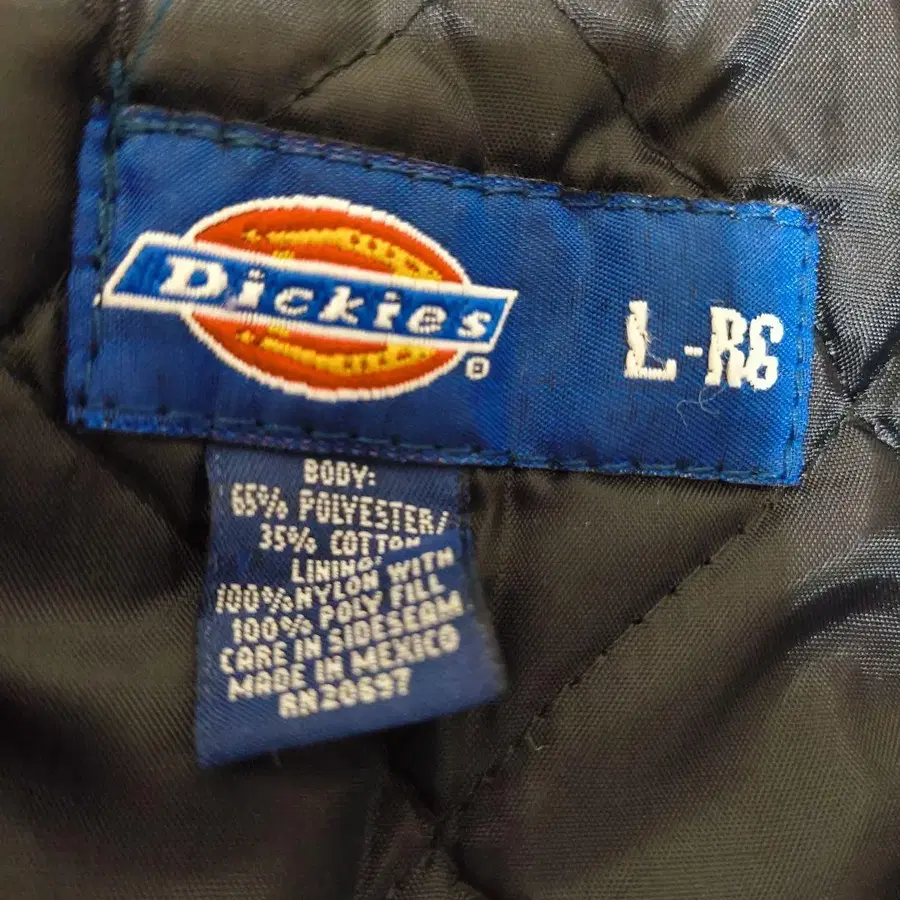 Dickies
®
L-RG
BODY:
65% POLYESTER/
35% COTTON
LINING:
100% NYLON WITH
100% POLY FILL
CARE IN SIDESEAM
MADE IN MEXICO
RN20697